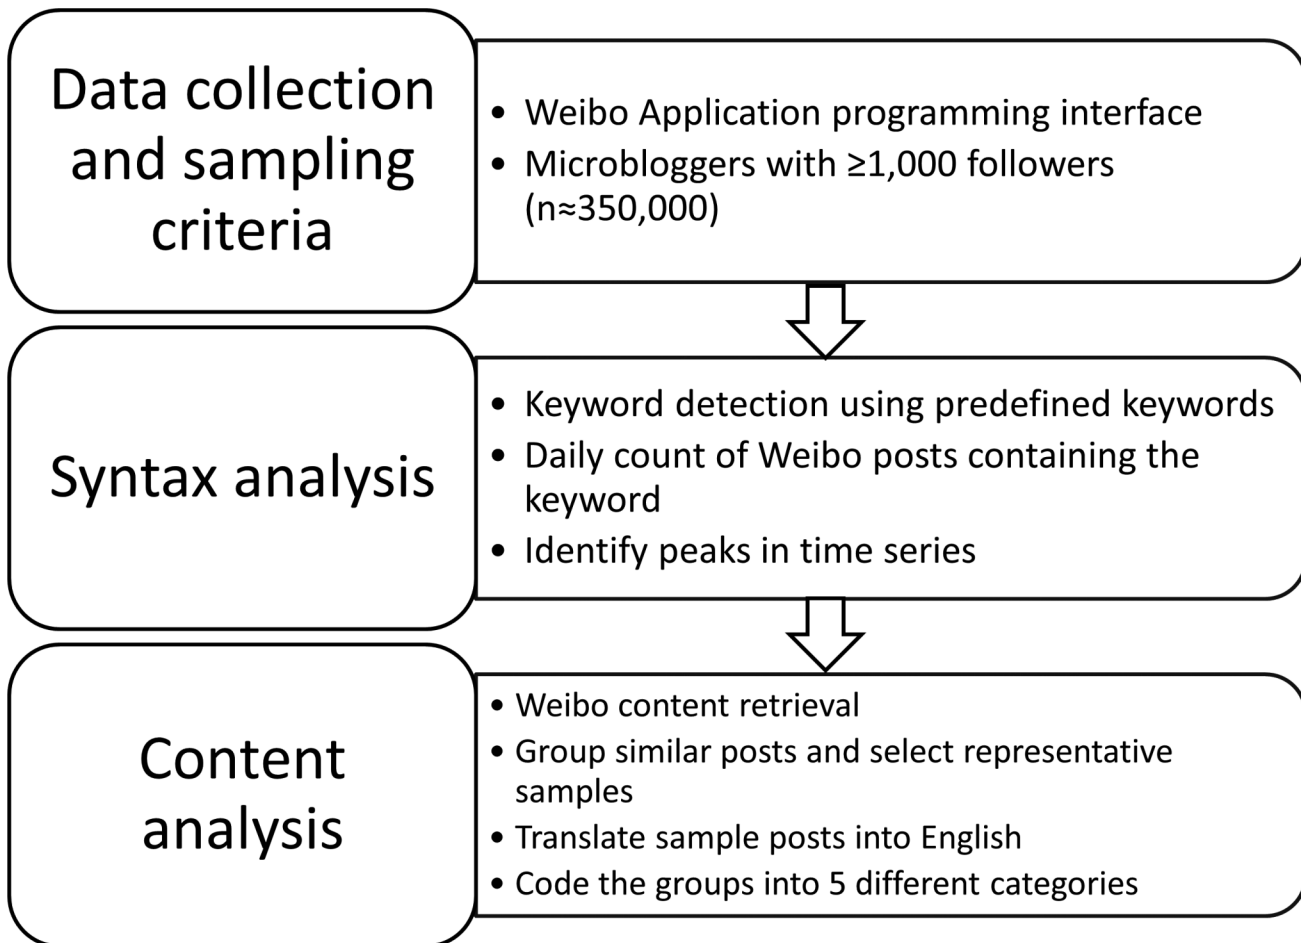 Data collection
and sampling
criteria
• Weibo Application programming interface
• Microbloggers with ≥1,000 followers
(n≈350,000)
Syntax analysis
• Keyword detection using predefined keywords
• Daily count of Weibo posts containing the
keyword
• Identify peaks in time series
Content
analysis
• Weibo content retrieval
• Group similar posts and select representative
samples
• Translate sample posts into English
• Code the groups into 5 different categories